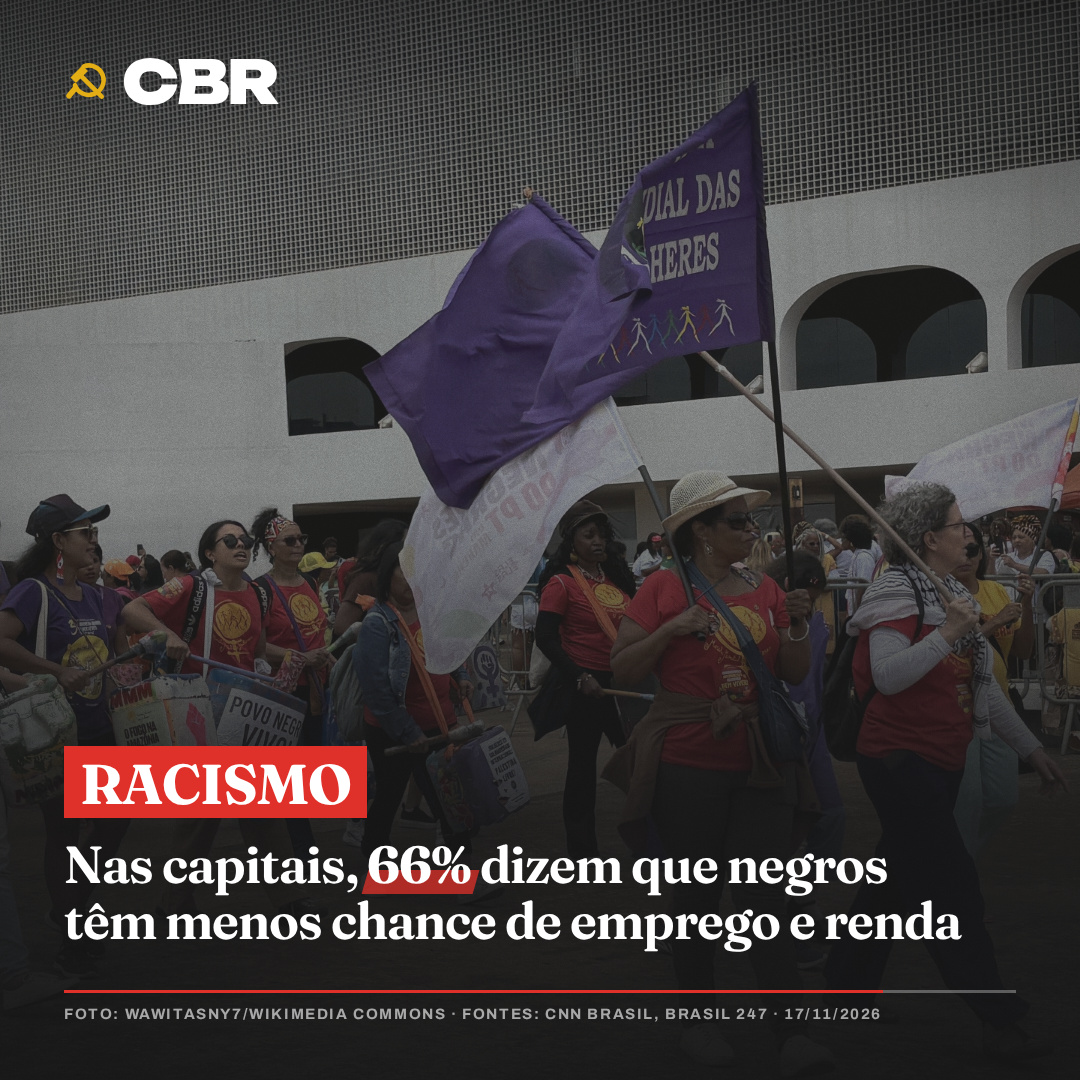 CBR
DIAL DAS
HERES
POVO NEGR
VIVO
RACISMO
Nas capitais, 66% dizem que negros
têm menos chance de emprego e renda
FOTO: WAWITASNY7/WIKIMEDIA COMMONS · FONTES: CNN BRASIL, BRASIL 247 · 17/11/2026